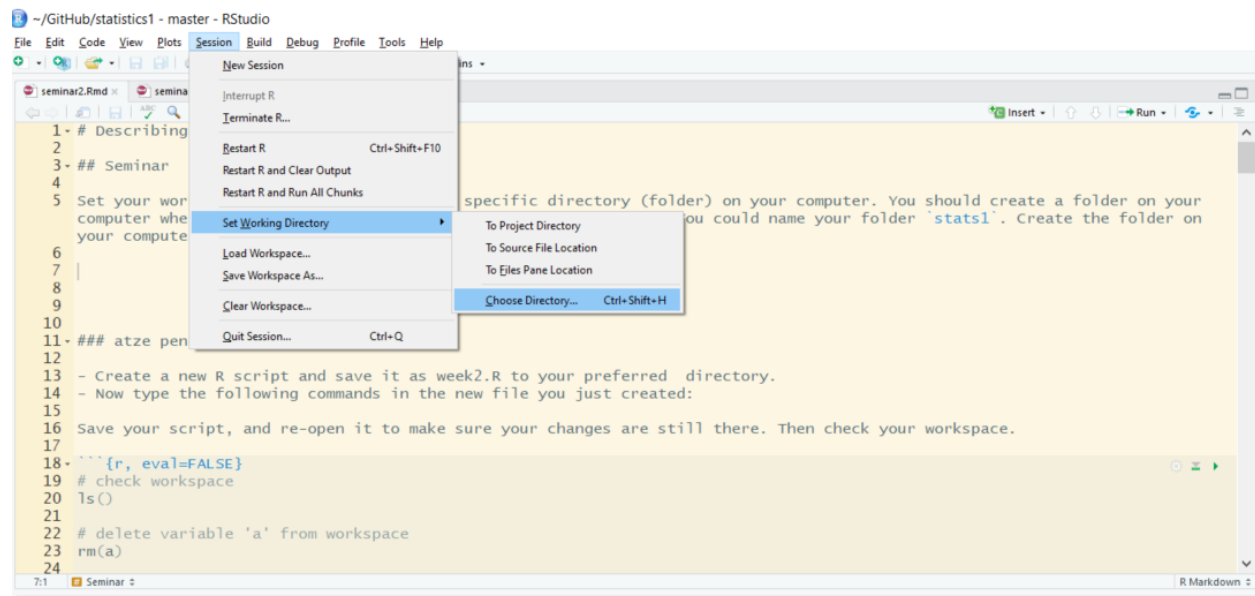 ~/GitHub/statistics1 - master - RStudio
File Edit Code View Plots Session Build Debug Profile Tools Help
ins
seminar2.Rmd × semina
ABC
Insert Run
New Session
Interrupt R
Terminate R...
Restart R Ctrl+Shift+F10
Restart R and Clear Output
Restart R and Run All Chunks
Set Working Directory
Load Workspace...
Save Workspace As...
Clear Workspace...
Quit Session... Ctrl+Q
To Project Directory
To Source File Location
To Files Pane Location
Choose Directory... Ctrl+Shift+H
1 # Describing
2
3 ## Seminar
4
5 Set your wor specific directory (folder) on your computer. You should create a folder on your
computer whe ou could name your folder `stats1`. Create the folder on
your compute
6
7
8
9
10
11 ### atze pen
12
13 - Create a new R script and save it as week2.R to your preferred  directory.
14 - Now type the following commands in the new file you just created:
15
16 Save your script, and re-open it to make sure your changes are still there. Then check your workspace.
17
18 ```{r, eval=FALSE}
19 # check workspace
20 ls()
21
22 # delete variable 'a' from workspace
23 rm(a)
24
7:1 Seminar R Markdown